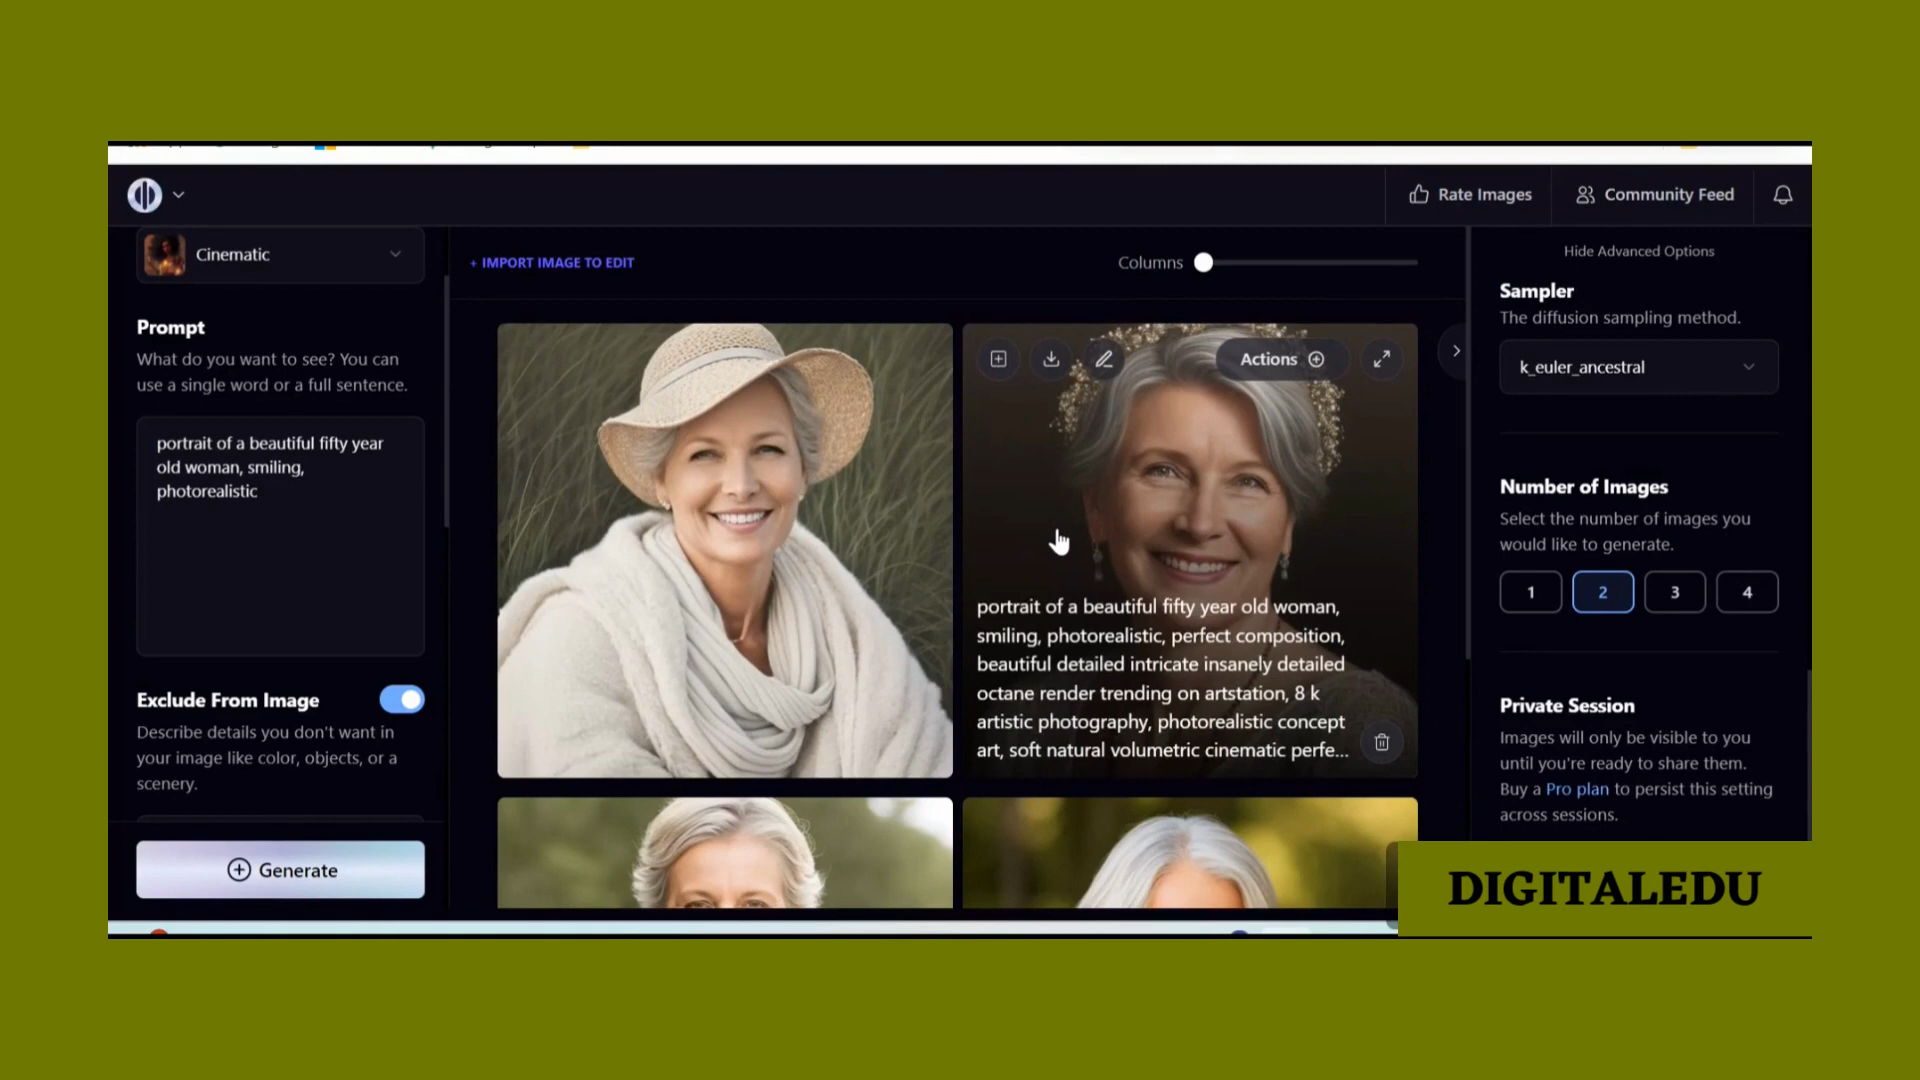 Rate Images
Community Feed
Cinematic
+ IMPORT IMAGE TO EDIT
Columns
Hide Advanced Options
Prompt
What do you want to see? You can
use a single word or a full sentence.
portrait of a beautiful fifty year
old woman, smiling,
photorealistic
Exclude From Image
Describe details you don't want in
your image like color, objects, or a
scenery.
Generate
Actions
portrait of a beautiful fifty year old woman,
smiling, photorealistic, perfect composition,
beautiful detailed intricate insanely detailed
octane render trending on artstation, 8 k
artistic photography, photorealistic concept
art, soft natural volumetric cinematic perfe...
Sampler
The diffusion sampling method.
k_euler_ancestral
Number of Images
Select the number of images you
would like to generate.
1 2 3 4
Private Session
Images will only be visible to you
until you're ready to share them.
Buy a Pro plan to persist this setting
across sessions.
DIGITALEDU